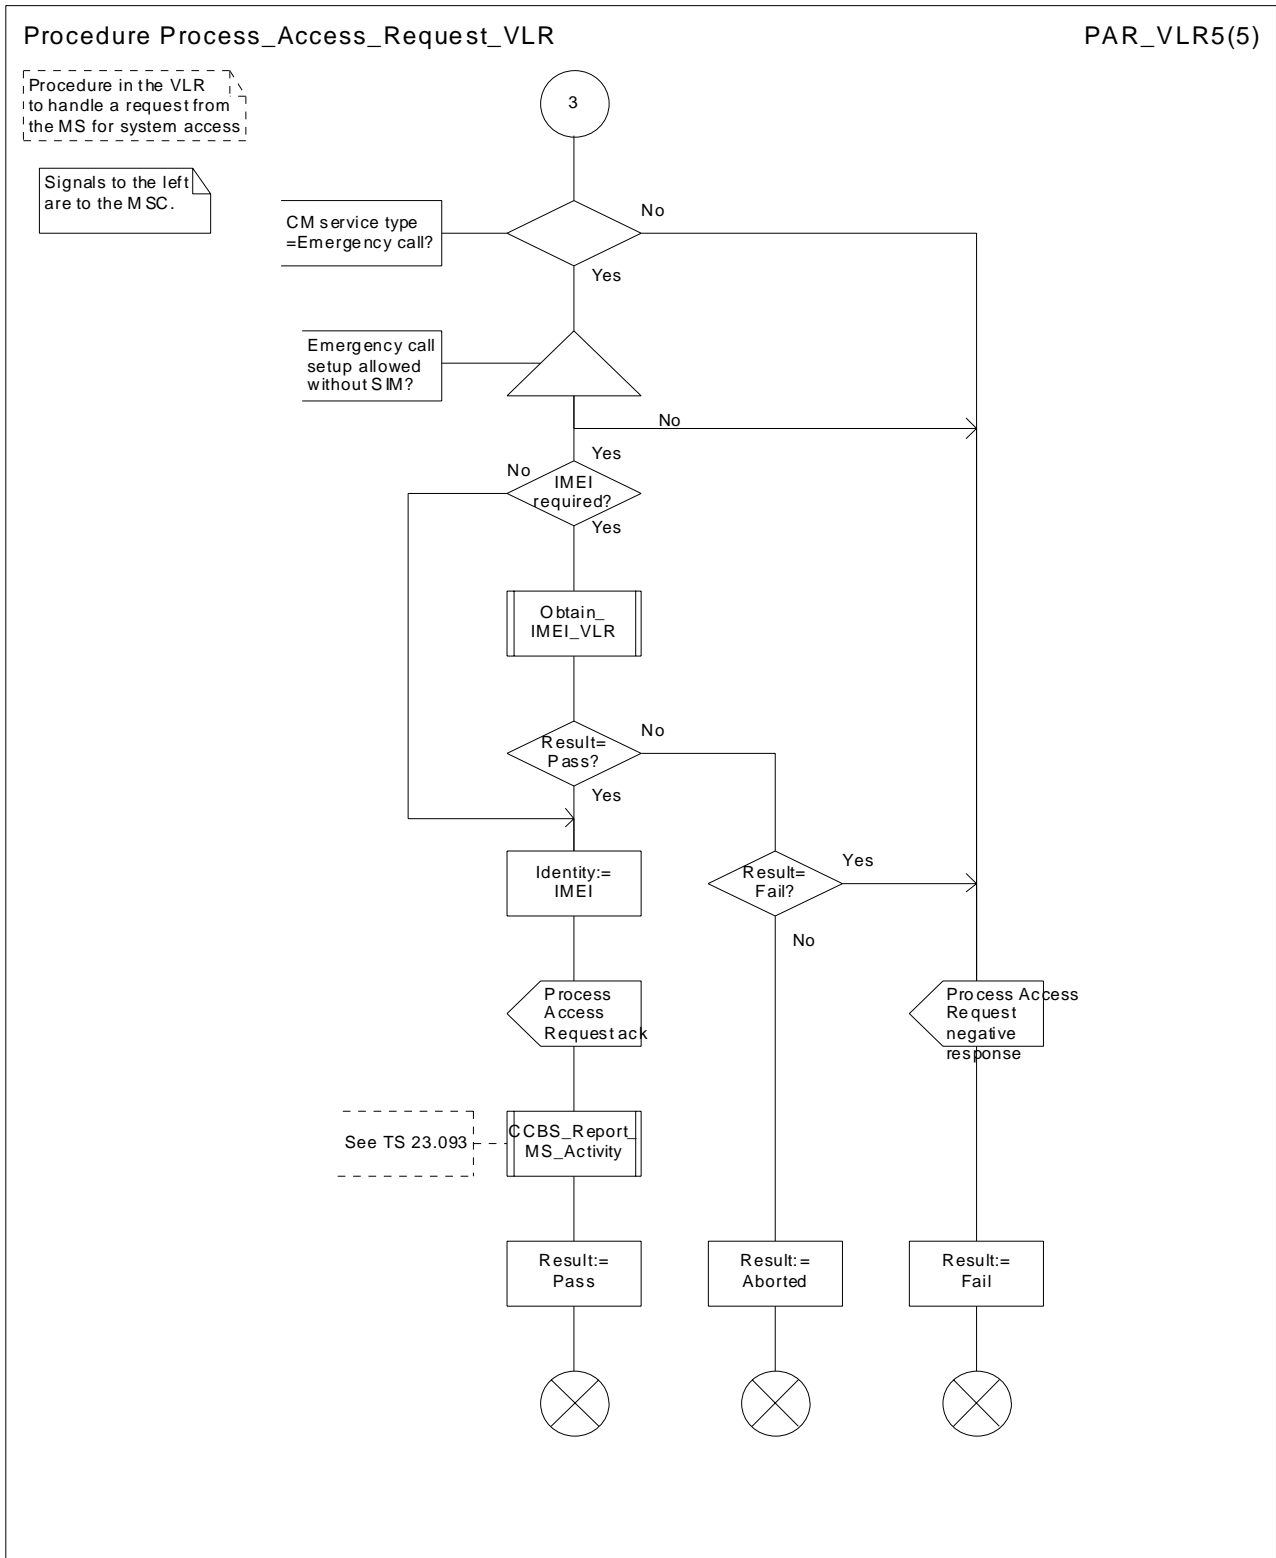 Procedure Process_Access_Request_VLR
PAR_VLR5(5)
Procedure in the VLR
to handle a request from
the MS for system access
Signals to the left
are to the MSC.
3
CM service type
=Emergency call?
No
Yes
Emergency call
setup allowed
without SIM?
No
Yes
No
IMEI
required?
Yes
Obtain_
IMEI_VLR
Result=
Pass?
No
Yes
Identity:=
IMEI
Result=
Fail?
Yes
No
Process
Access
Request ack
Process Access
Request
negative
response
See TS 23.093
CCBS_Report_
MS_Activity
Result:=
Pass
Result:=
Aborted
Result:=
Fail